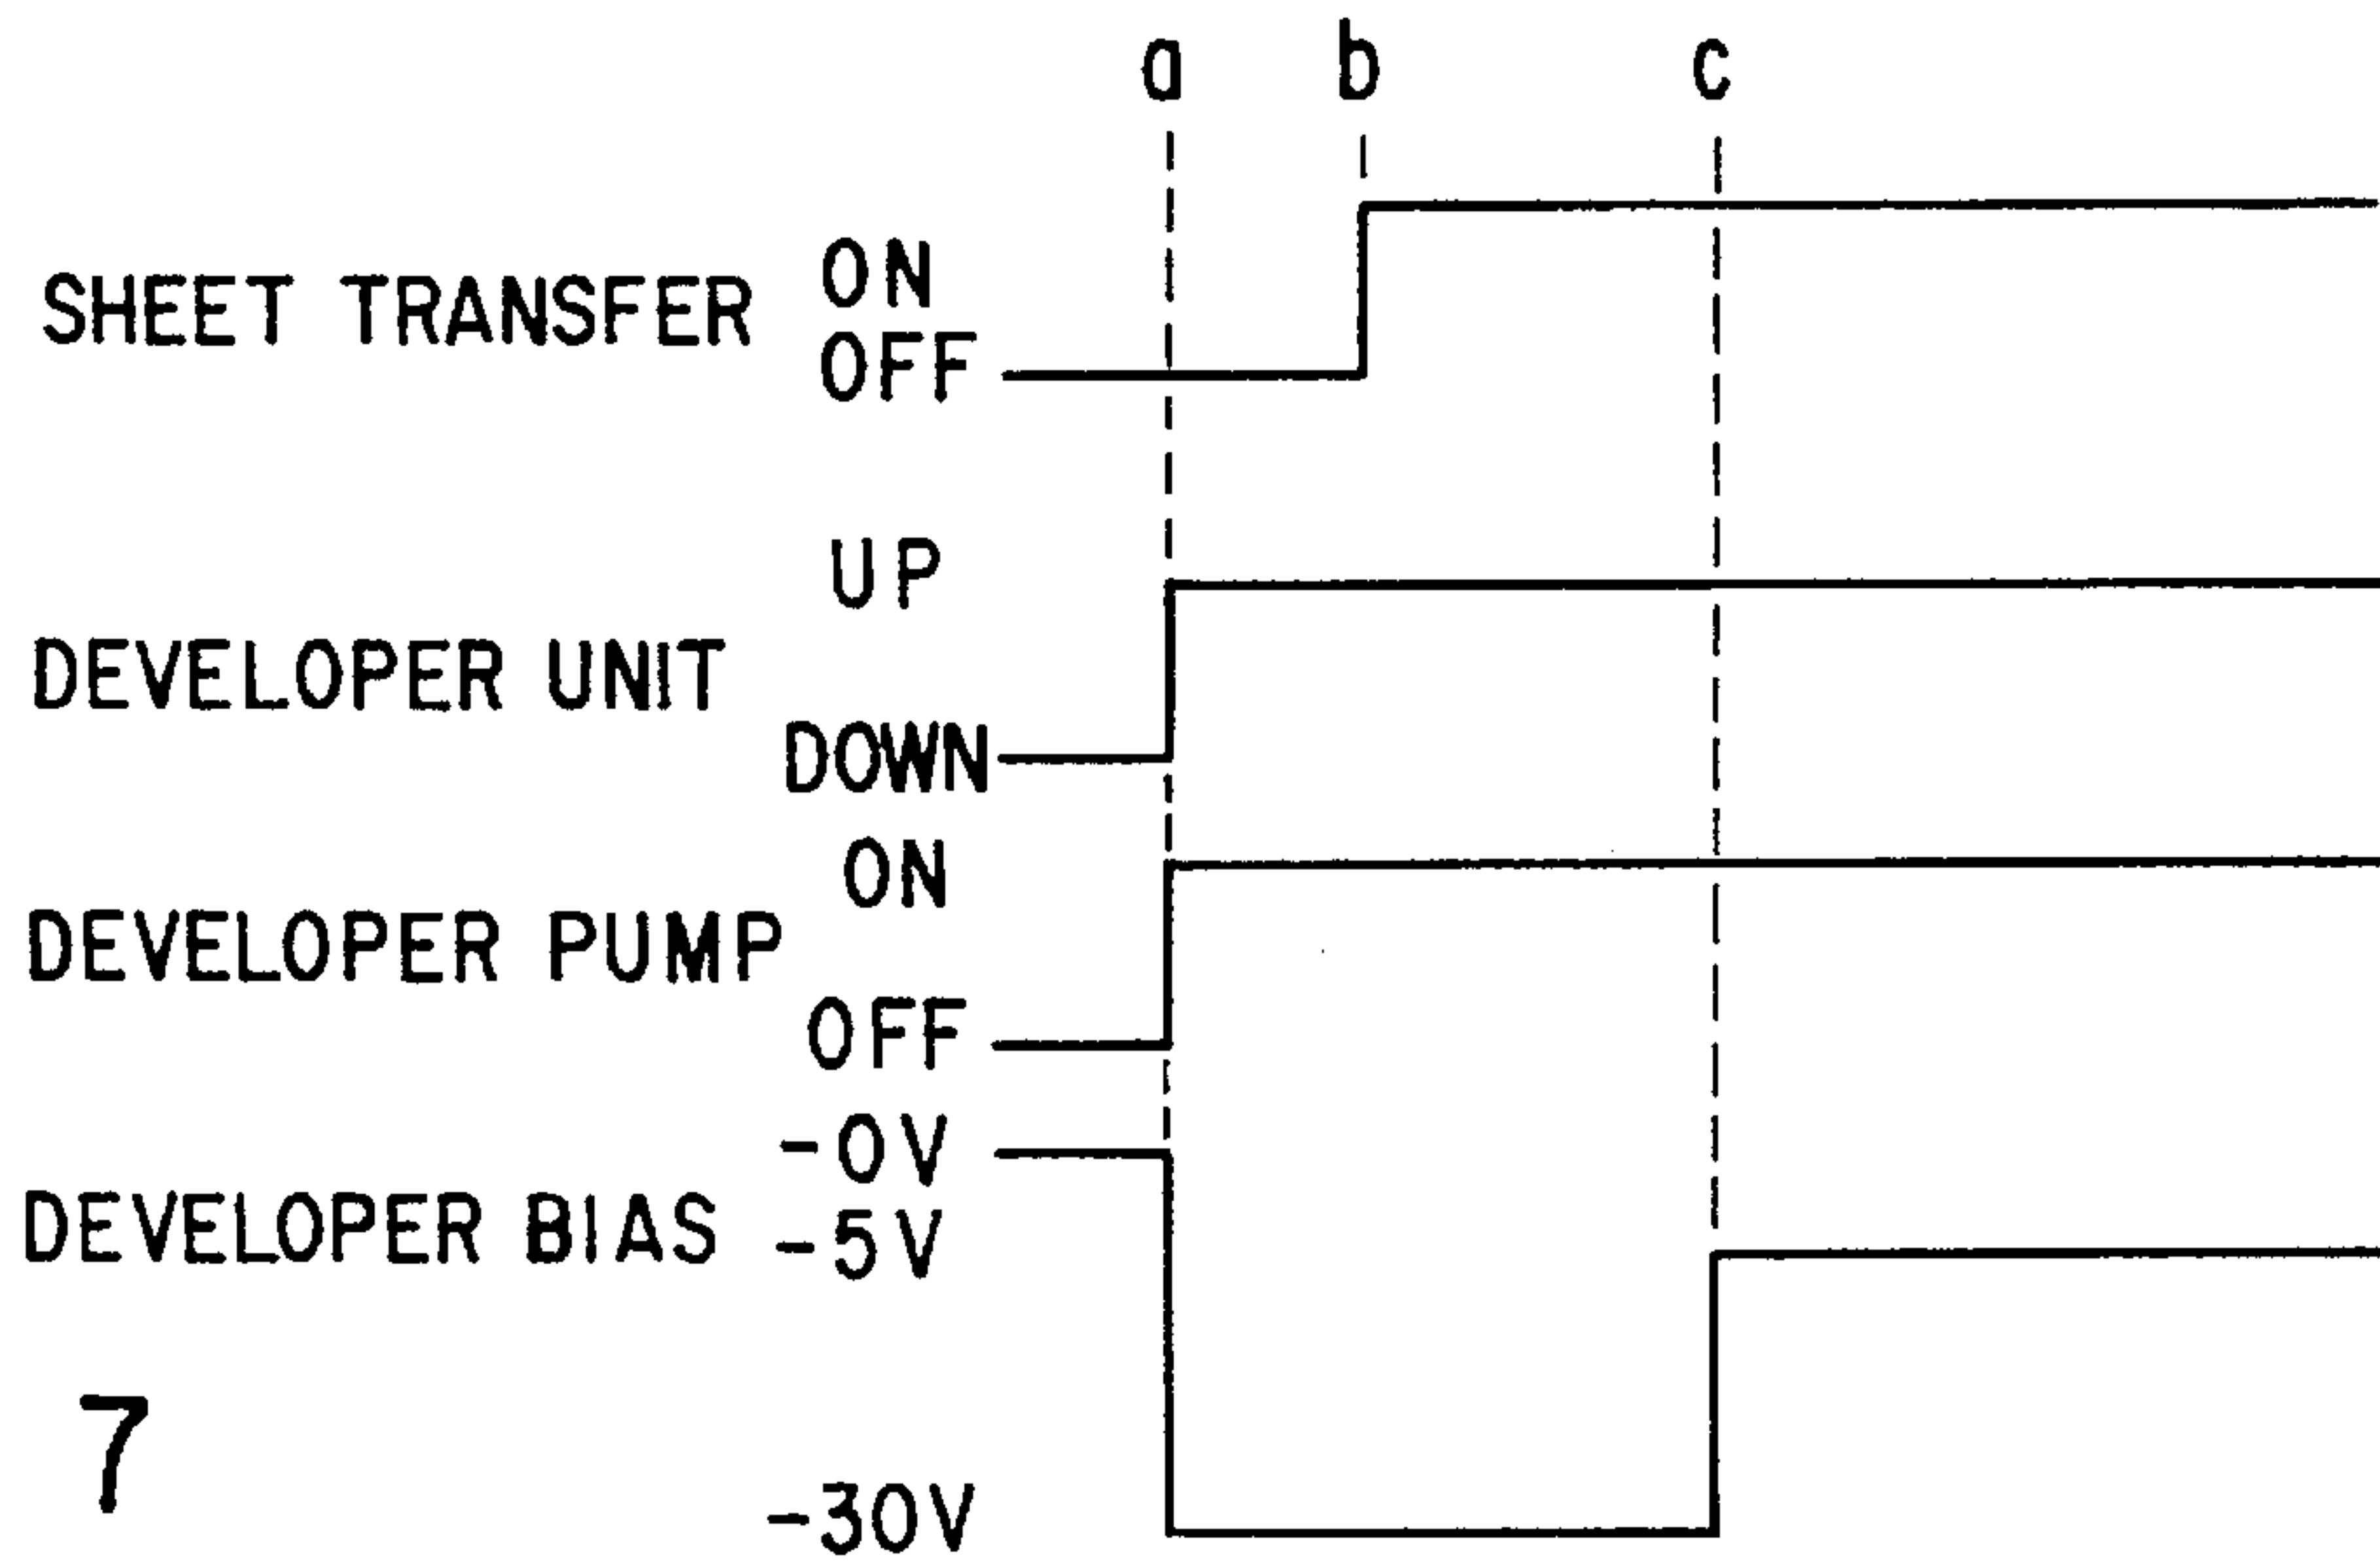 a b c
ON
SHEET TRANSFER
OFF
UP
DEVELOPER UNIT
DOWN
ON
DEVELOPER PUMP
OFF
-0V
DEVELOPER BIAS -5V
7
-30V